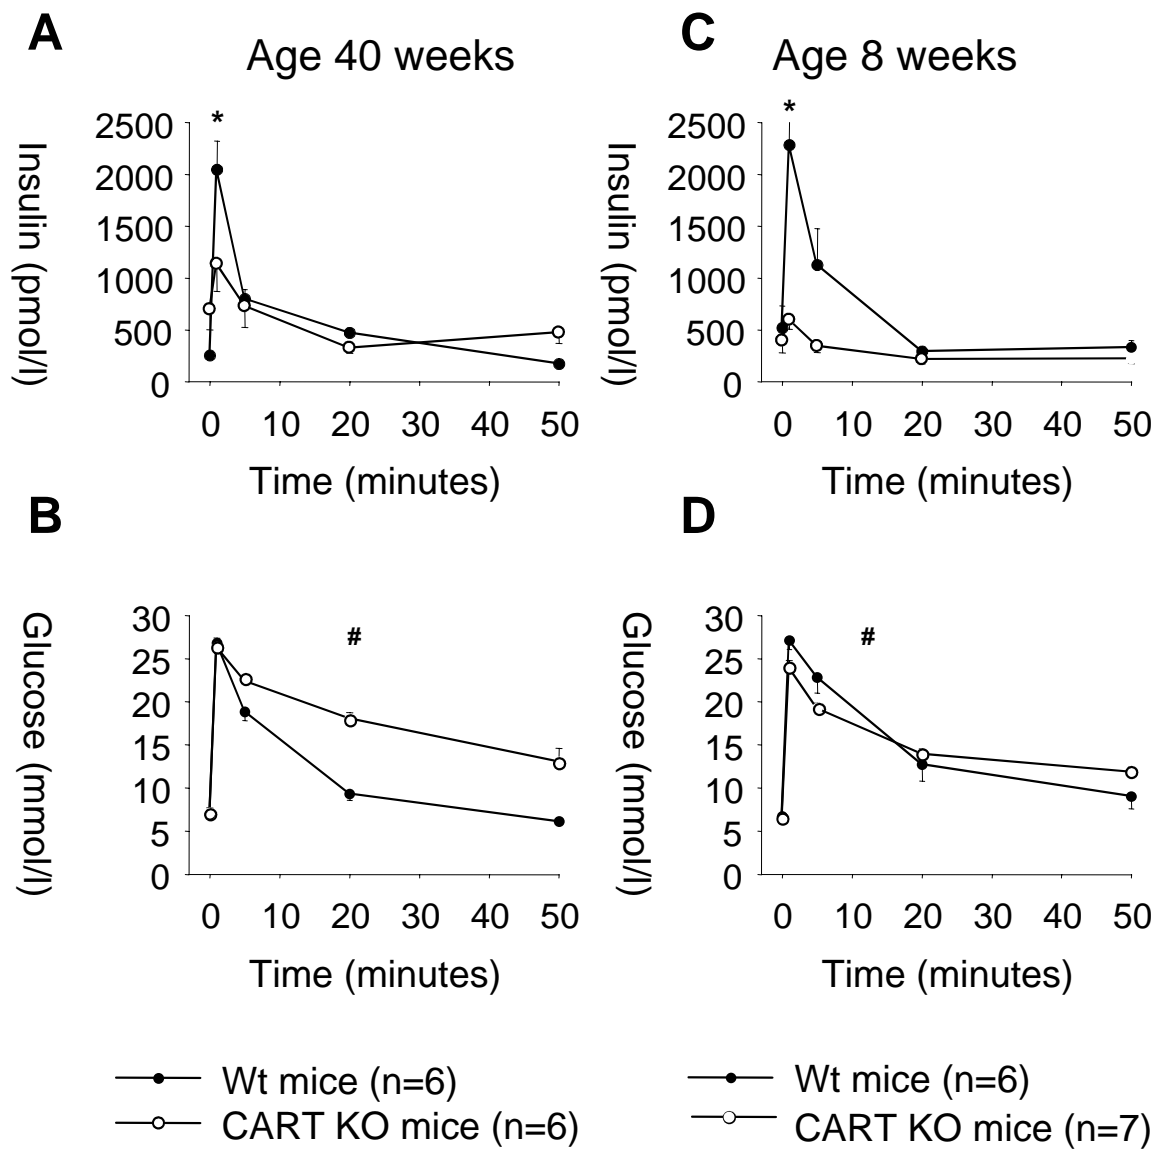 A
Age 40 weeks
*
2500
2000
1500
1000
500
0
Insulin (pmol/l)
0 10 20 30 40 50
Time (minutes)
C
Age 8 weeks
*
2500
2000
1500
1000
500
0
Insulin (pmol/l)
0 10 20 30 40 50
Time (minutes)
B
#
30
25
20
15
10
5
0
Glucose (mmol/l)
0 10 20 30 40 50
Time (minutes)
D
#
30
25
20
15
10
5
0
Glucose (mmol/l)
0 10 20 30 40 50
Time (minutes)
Wt mice (n=6)
CART KO mice (n=6)
Wt mice (n=6)
CART KO mice (n=7)